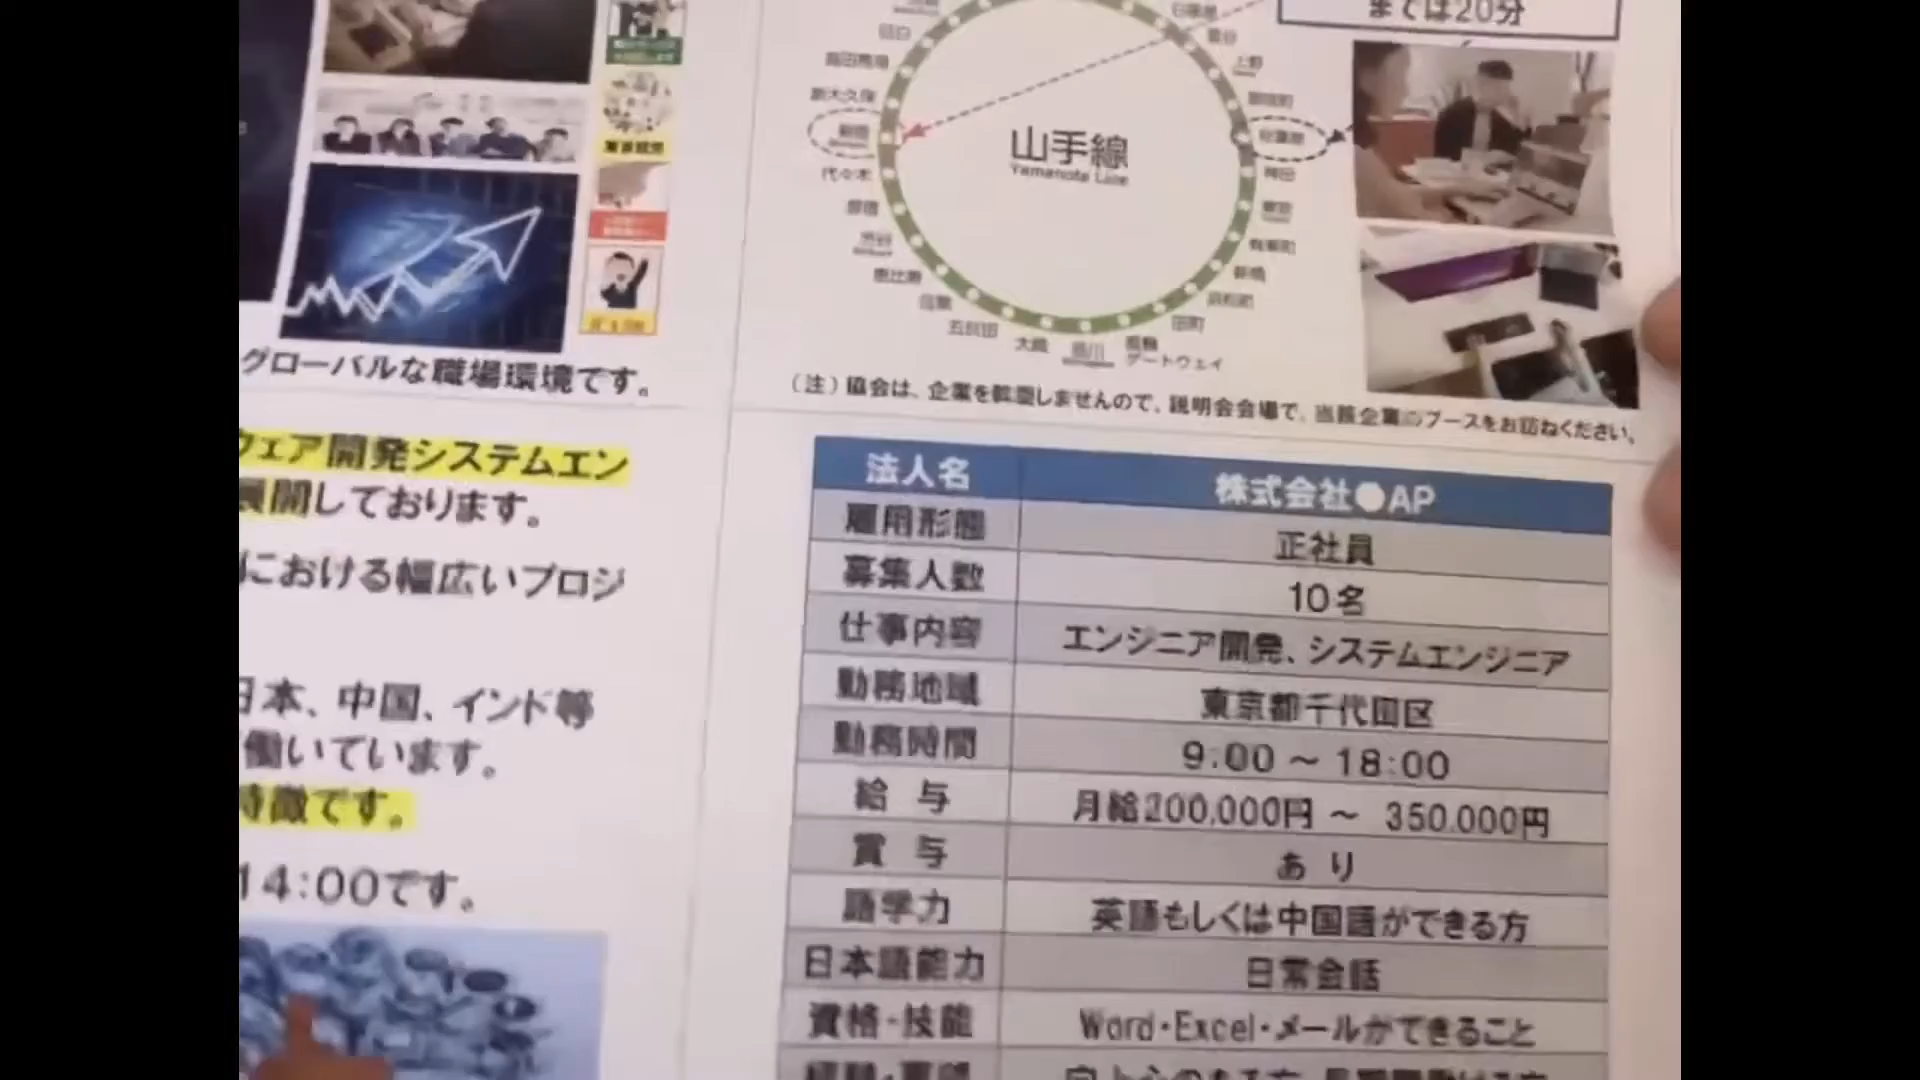 グローバルな職場環境です。
ウェア開発システムエン
展開しております。
における幅広いプロジ
日本、中国、インド等
働いています。
特徴です。
14:00です。
までは20分
目白
高田馬場
新大久保
新宿
代々木
原宿
渋谷
恵比寿
目黒
五反田
大崎
品川
高輪
ゲートウェイ
田町
浜松町
新橋
有楽町
東京
神田
秋葉原
御徒町
上野
山手線
Yamanote Line
(注)協会は、企業を
しませんので、説明会会場で、当該企業のブースをお訪ねください。
法人名 株式会社●AP
雇用形態 正社員
募集人数 10名
仕事内容 エンジニア開発、システムエンジニア
勤務地域 東京都千代田区
勤務時間 9:00 ～ 18:00
給 与 月給200,000円 ～ 350,000円
賞 与 あ り
語学力 英語もしくは中国語ができる方
日本語能力 日常会話
資格・技能 Word・Excel・メールができること